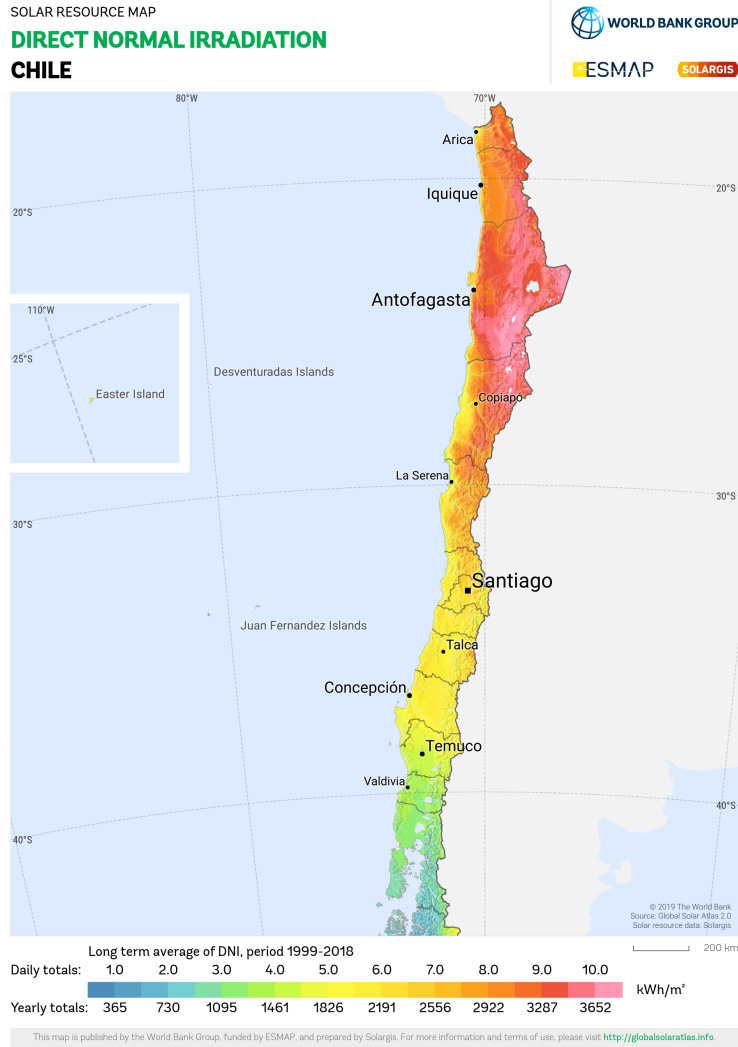 SOLAR RESOURCE MAP
DIRECT NORMAL IRRADIATION
CHILE
WORLD BANK GROUP
ESMAP
SOLARGIS
80°W
70°W
Arica
20°S
Iquique
20°S
Antofagasta
110°W
25°S
Desventuradas Islands
Easter Island
Copiapó
La Serena
30°S
30°S
Santiago
Juan Fernandez Islands
Talca
Concepción
Temuco
Valdivia
40°S
40°S
© 2019 The World Bank
Source: Global Solar Atlas 2.0
Solar resource data: Solargis
200 km
Long term average of DNI, period 1999-2018
Daily totals: 1.0 2.0 3.0 4.0 5.0 6.0 7.0 8.0 9.0 10.0
kWh/m²
Yearly totals: 365 730 1095 1461 1826 2191 2556 2922 3287 3652
This map is published by the World Bank Group, funded by ESMAP, and prepared by Solargis. For more information and terms of use, please visit http://globalsolaratlas.info.